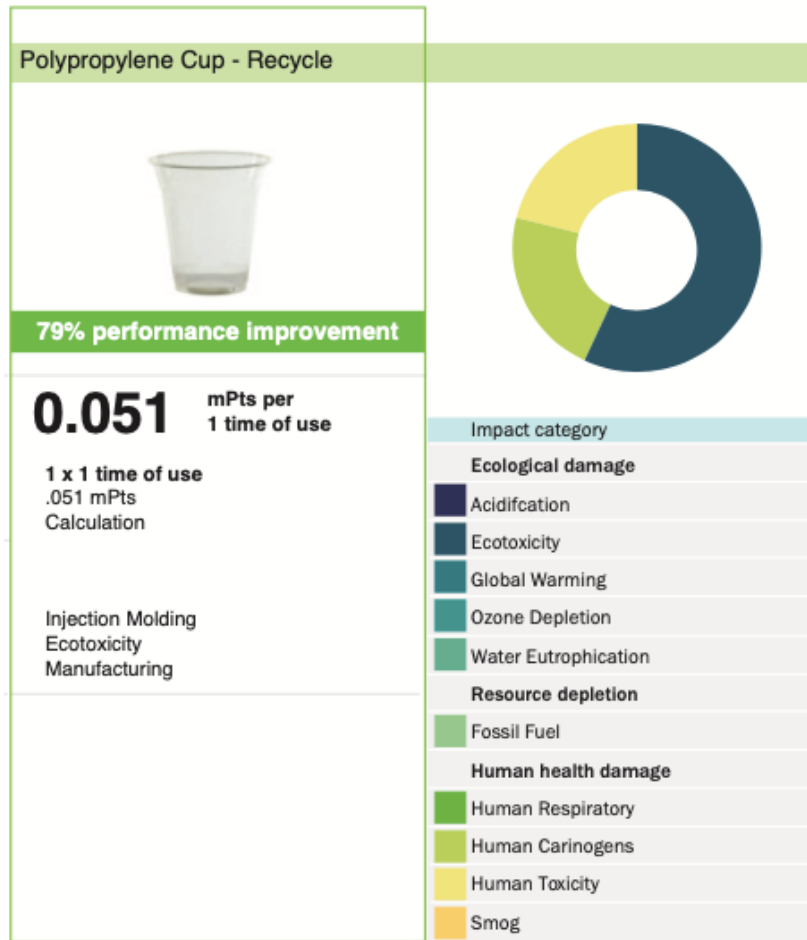 Polypropylene Cup - Recycle
79% performance improvement
0.051 mPts per
1 time of use
1 x 1 time of use
.051 mPts
Calculation
Injection Molding
Ecotoxicity
Manufacturing
Impact category
Ecological damage
Acidifcation
Ecotoxicity
Global Warming
Ozone Depletion
Water Eutrophication
Resource depletion
Fossil Fuel
Human health damage
Human Respiratory
Human Carinogens
Human Toxicity
Smog